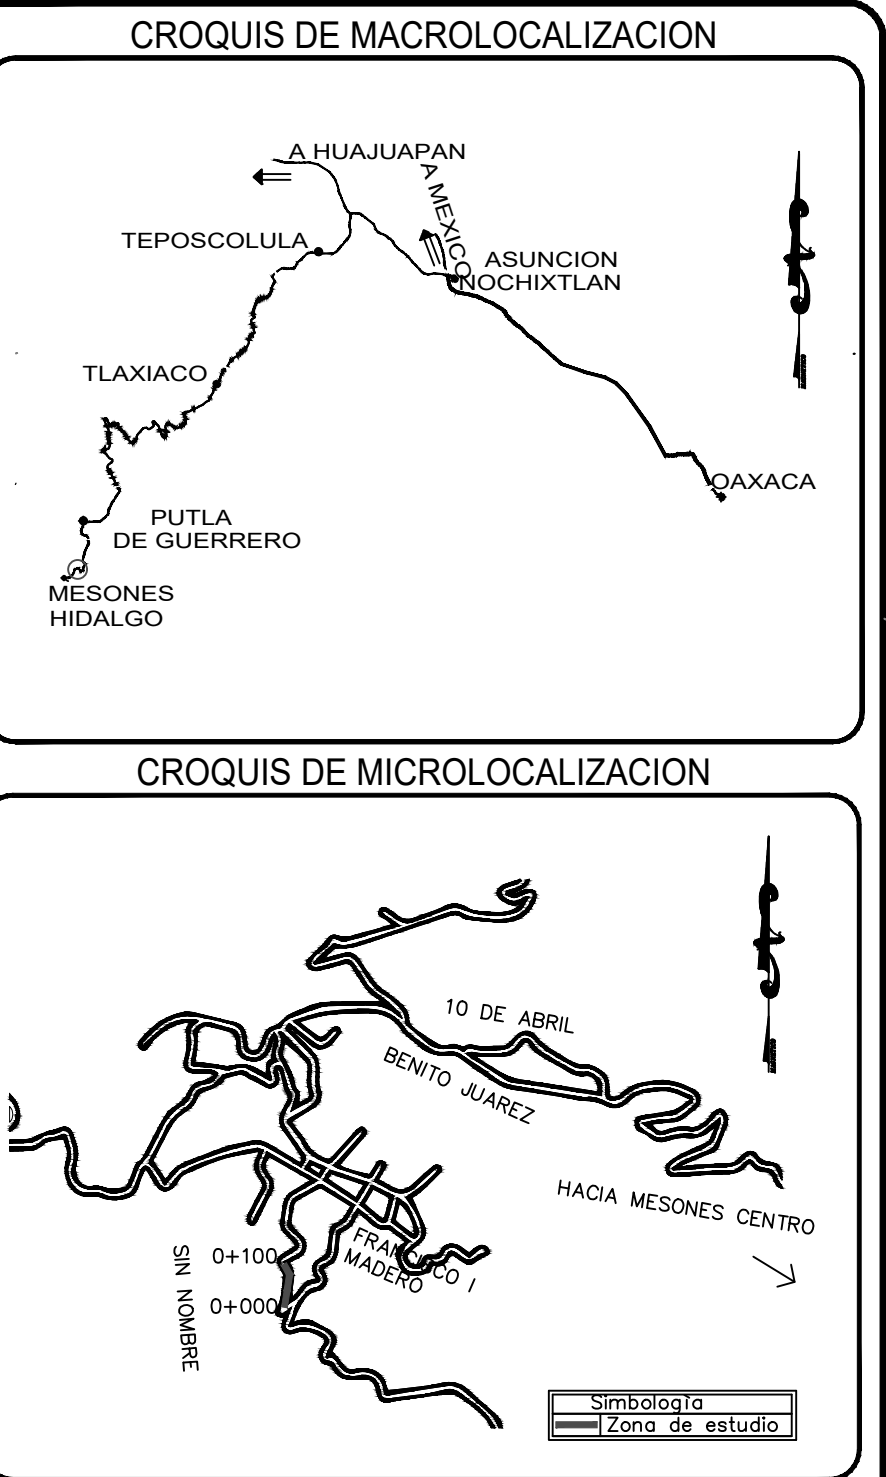 CROQUIS DE MACROLOCALIZACION
A HUAJUAPAN
A MEXICO
TEPOSCOLULA
ASUNCION
NOCHIXTLAN
TLAXIACO
OAXACA
PUTLA
DE GUERRERO
MESONES
HIDALGO
CROQUIS DE MICROLOCALIZACION
10 DE ABRIL
BENITO JUAREZ
HACIA MESONES CENTRO
FRANCISCO I
MADERO
SIN NOMBRE
0+100
0+000
Simbologìa
Zona de estudio